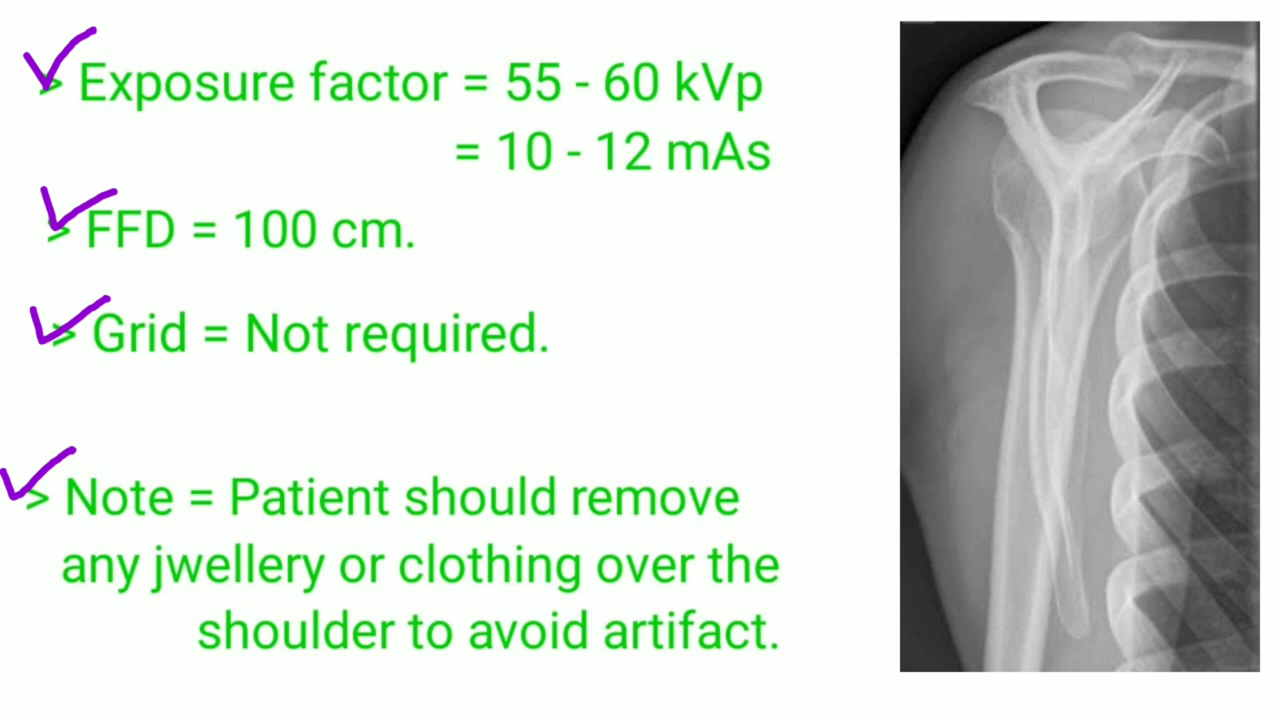 > Exposure factor = 55 - 60 kVp
= 10 - 12 mAs
> FFD = 100 cm.
> Grid = Not required.
> Note = Patient should remove
any jwellery or clothing over the
shoulder to avoid artifact.